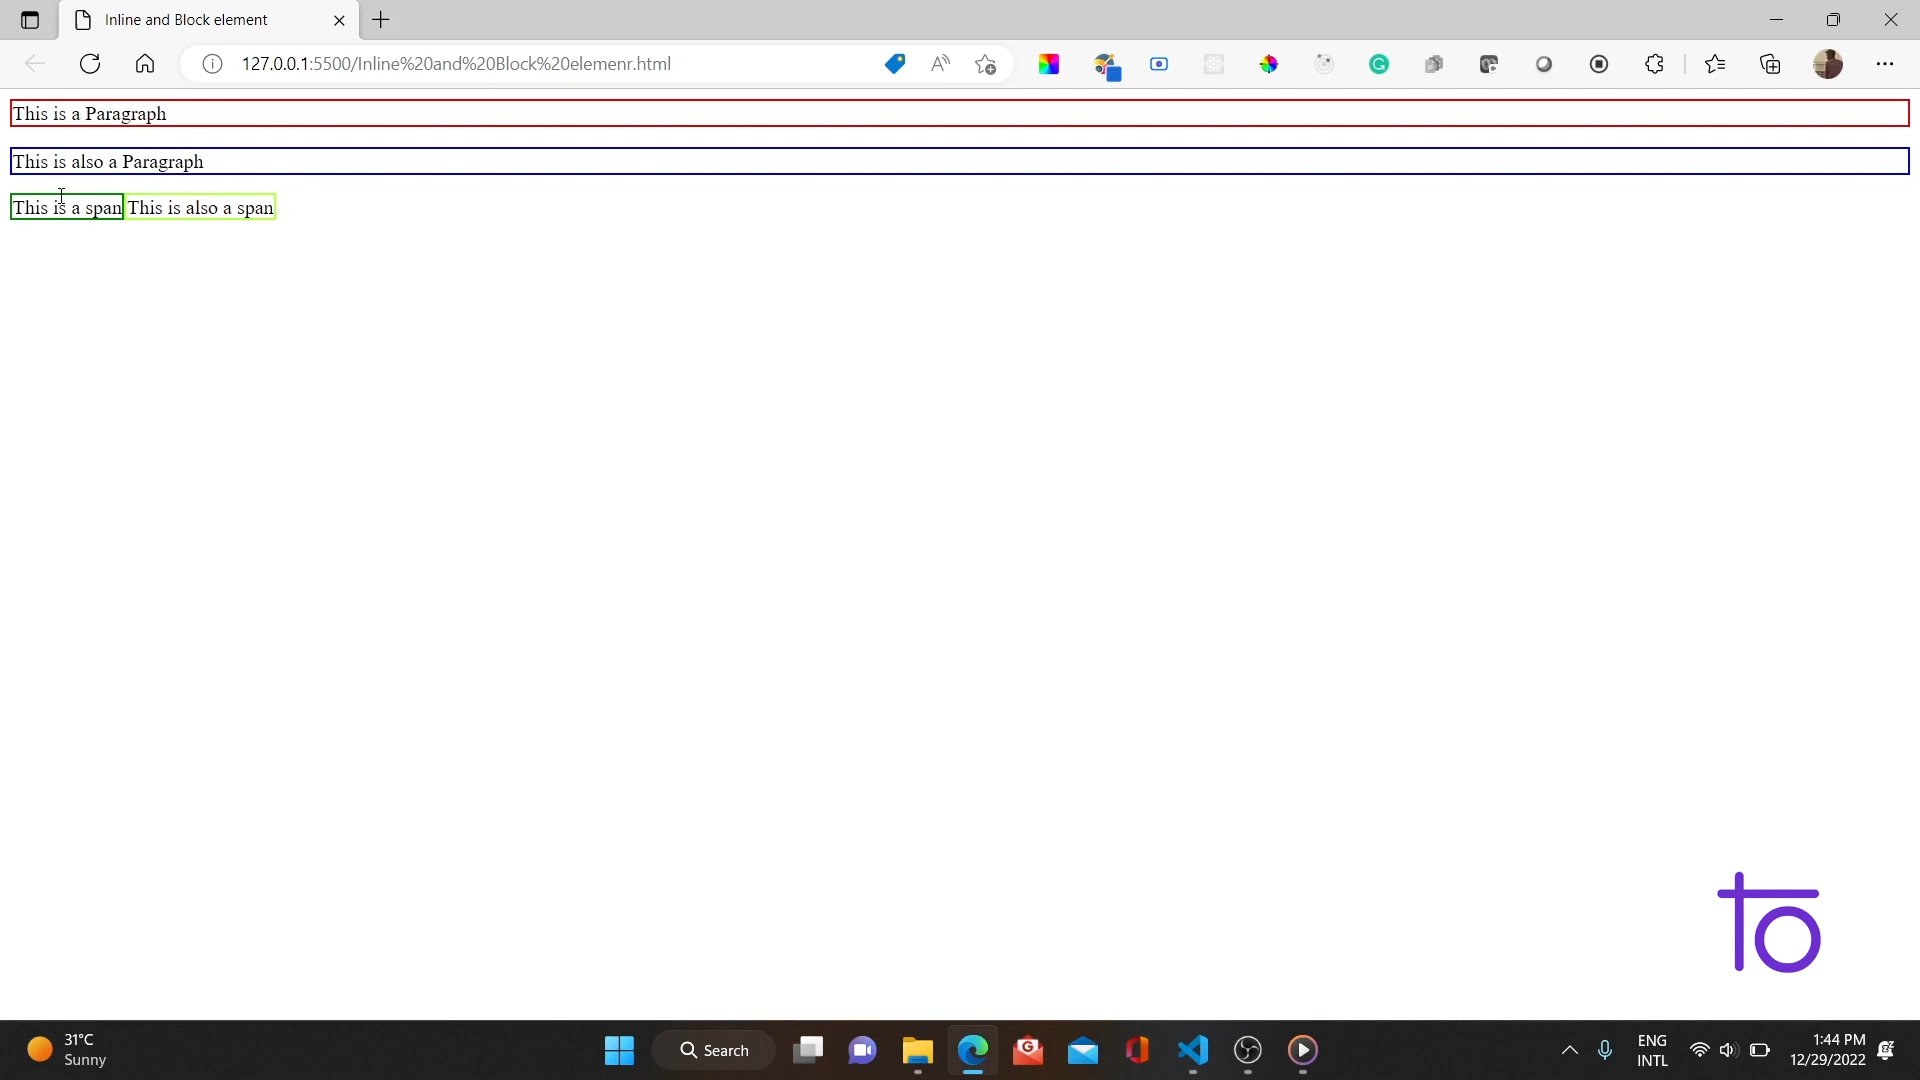 Inline and Block element
127.0.0.1:5500/Inline%20and%20Block%20elemenr.html
This is a Paragraph
This is also a Paragraph
This is a span This is also a span
to
31°C
Sunny
Search
ENG
INTL
1:44 PM
12/29/2022